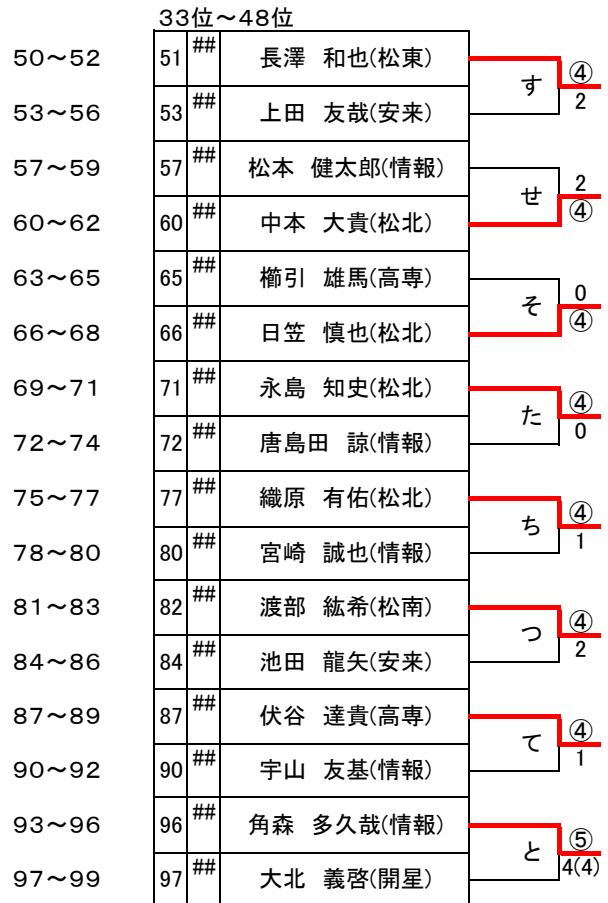 33位～48位
50～52 51 ## 長澤 和也(松東)
す ④
2
53～56 53 ## 上田 友哉(安来)
57～59 57 ## 松本 健太郎(情報)
せ 2
④
60～62 60 ## 中本 大貴(松北)
63～65 65 ## 櫛引 雄馬(高専)
そ 0
④
66～68 66 ## 日笠 慎也(松北)
69～71 71 ## 永島 知史(松北)
た ④
0
72～74 72 ## 唐島田 諒(情報)
75～77 77 ## 織原 有佑(松北)
ち ④
1
78～80 80 ## 宮崎 誠也(情報)
81～83 82 ## 渡部 紘希(松南)
つ ④
2
84～86 84 ## 池田 龍矢(安来)
87～89 87 ## 伏谷 達貴(高専)
て ④
1
90～92 90 ## 宇山 友基(情報)
93～96 96 ## 角森 多久哉(情報)
と ⑤
4(4)
97～99 97 ## 大北 義啓(開星)